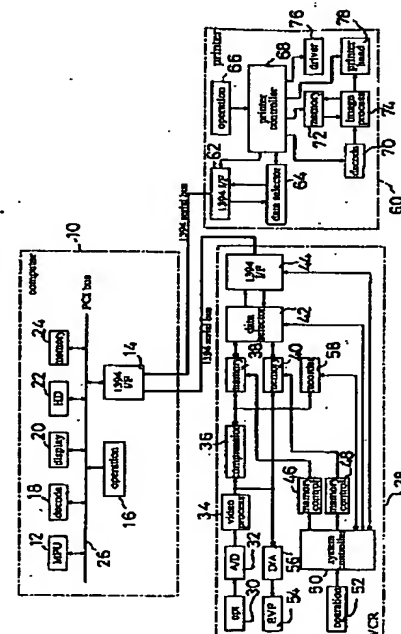 computer
10
MPU
12
decode
18
display
20
HD
22
memory
24
PCI bus
26
operation
16
1394
I/F
14
1394 serial bus
1394 serial bus
printer
60
operation
66
1394 I/F
62
data selector
64
printer
controller
68
decode
70
memory
72
image
process
74
driver
76
printer
head
78
28
opt
30
A/D
32
video
process
34
compression
36
memory
38
memory
40
data
selector
42
1394
I/F
44
memory
control
46
memory
control
48
system
controller
50
operation
52
EVF
54
D/A
56
58